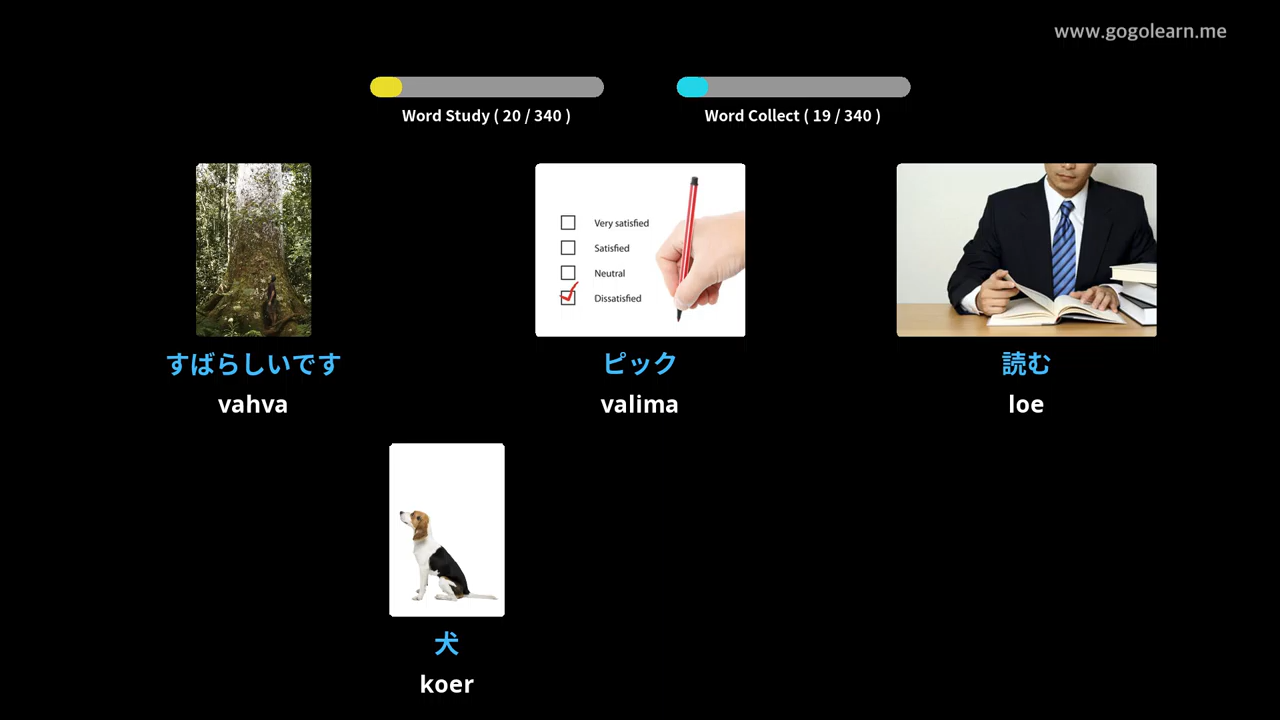 www.gogolearn.me
Word Study ( 20 / 340 )
Word Collect ( 19 / 340 )
Very satisfied
Satisfied
Neutral
Dissatisfied
すばらしいです
vahva
ピック
valima
読む
loe
犬
koer